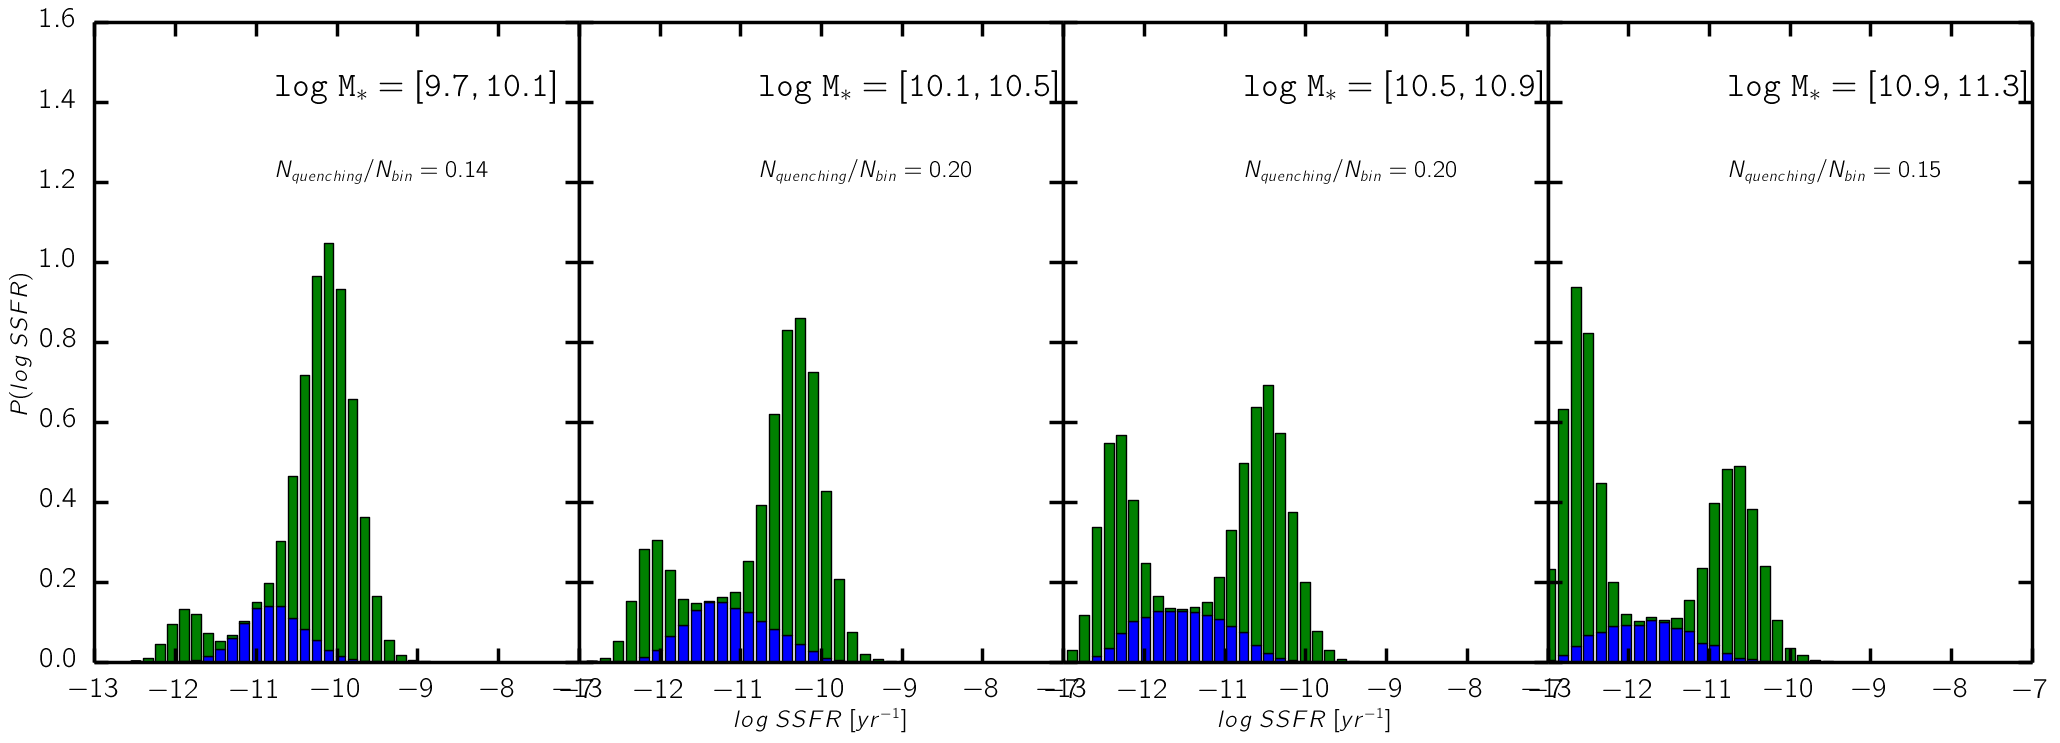 log M* = [9.7, 10.1]
log M* = [10.1, 10.5]
log M* = [10.5, 10.9]
log M* = [10.9, 11.3]
N_quenching/N_bin = 0.14
N_quenching/N_bin = 0.20
N_quenching/N_bin = 0.20
N_quenching/N_bin = 0.15
P(log SSFR)
1.6
1.4
1.2
1.0
0.8
0.6
0.4
0.2
0.0
−13 −12 −11 −10 −9 −8 −7
−13 −12 −11 −10 −9 −8 −7
−13 −12 −11 −10 −9 −8 −7
−13 −12 −11 −10 −9 −8 −7
log SSFR [yr⁻¹]
log SSFR [yr⁻¹]